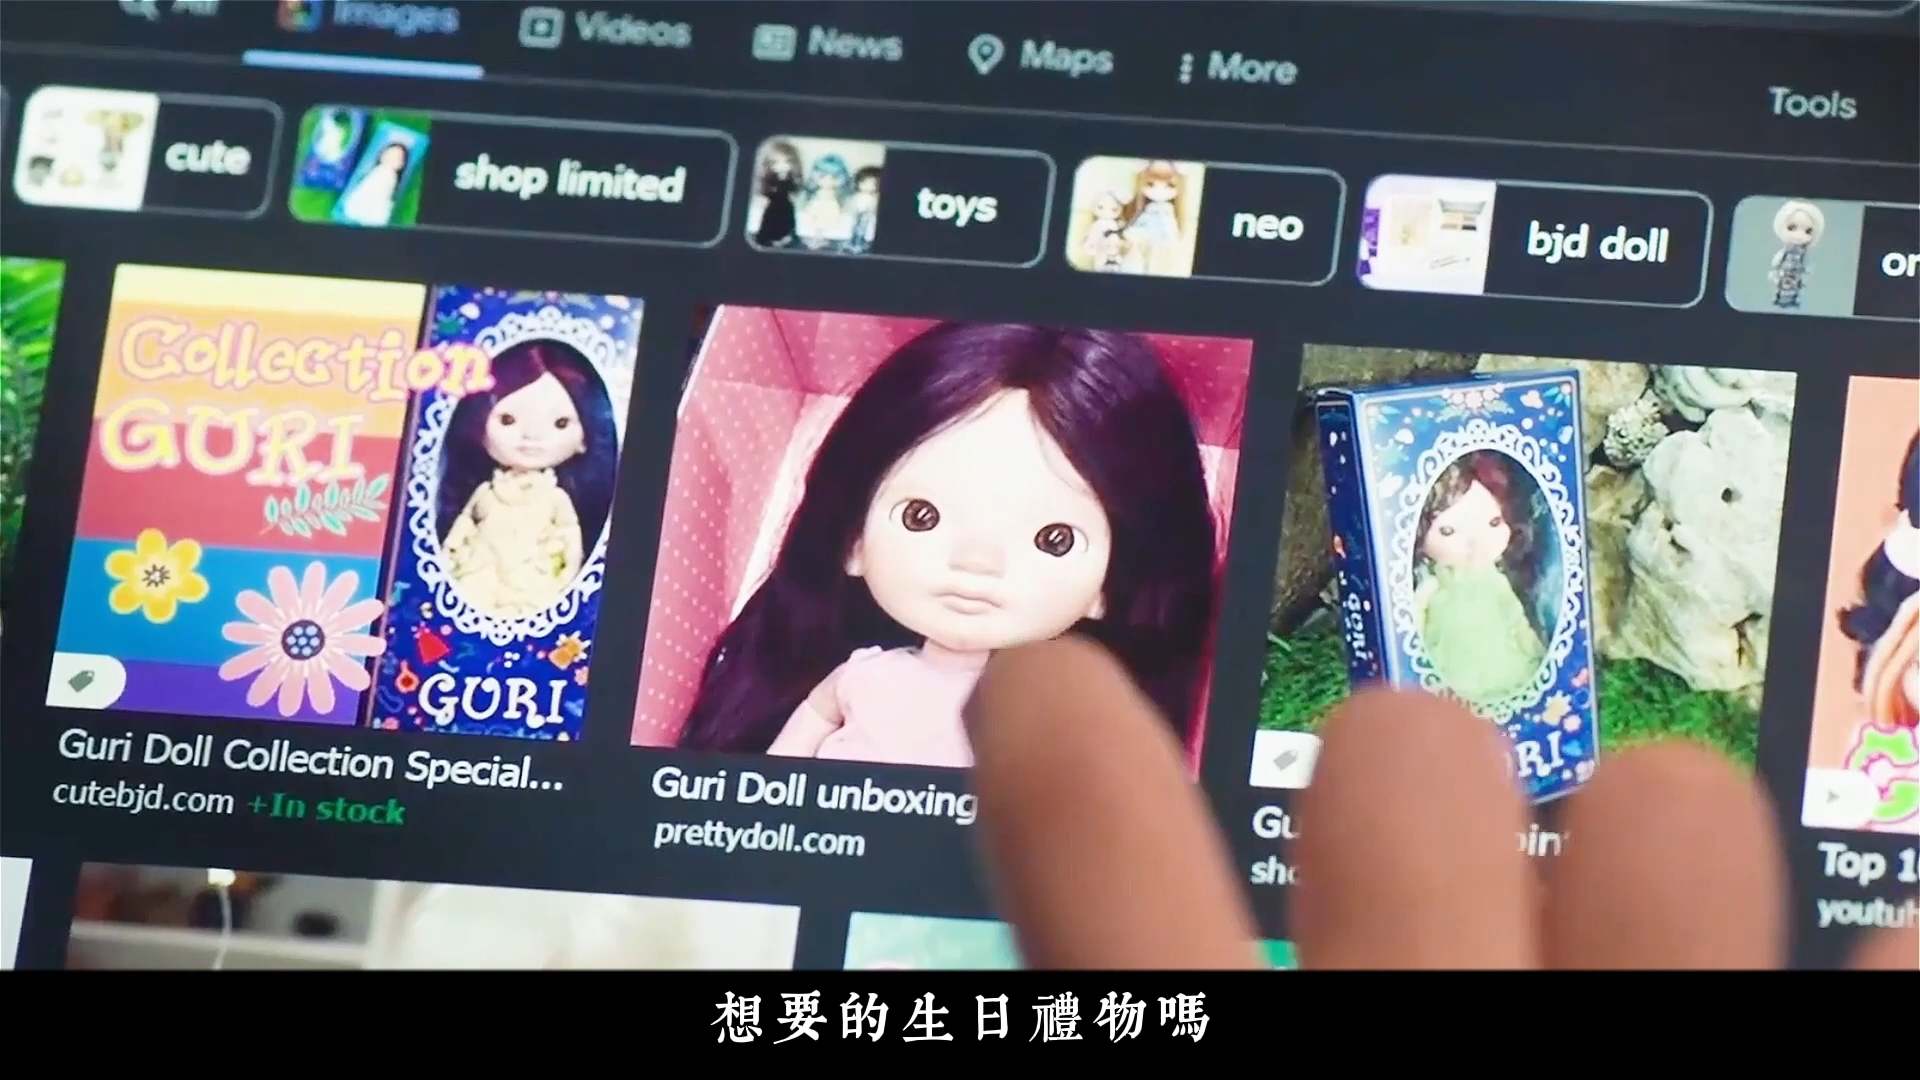 Images
Videos
News
Maps
More
Tools
cute
shop limited
toys
neo
bjd doll
Collection
GURI
GURI
GURI
Guri Doll Collection Special...
cutebjd.com +In stock
Guri Doll unboxing
prettydoll.com
Top
想要的生日禮物嗎